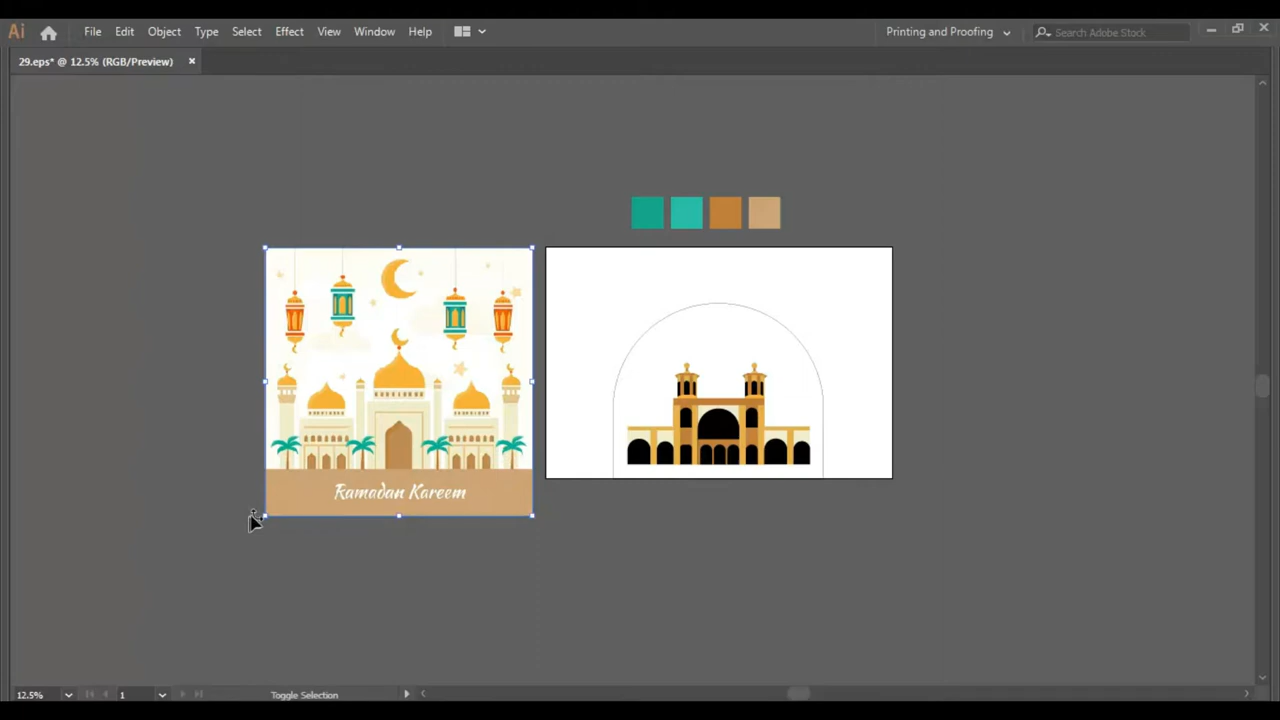 Ai File Edit Object Type Select Effect View Window Help Printing and Proofing Search Adobe Stock
29.eps* @ 12.5% (RGB/Preview)
Ramadan Kareem
12.5% 1 Toggle Selection